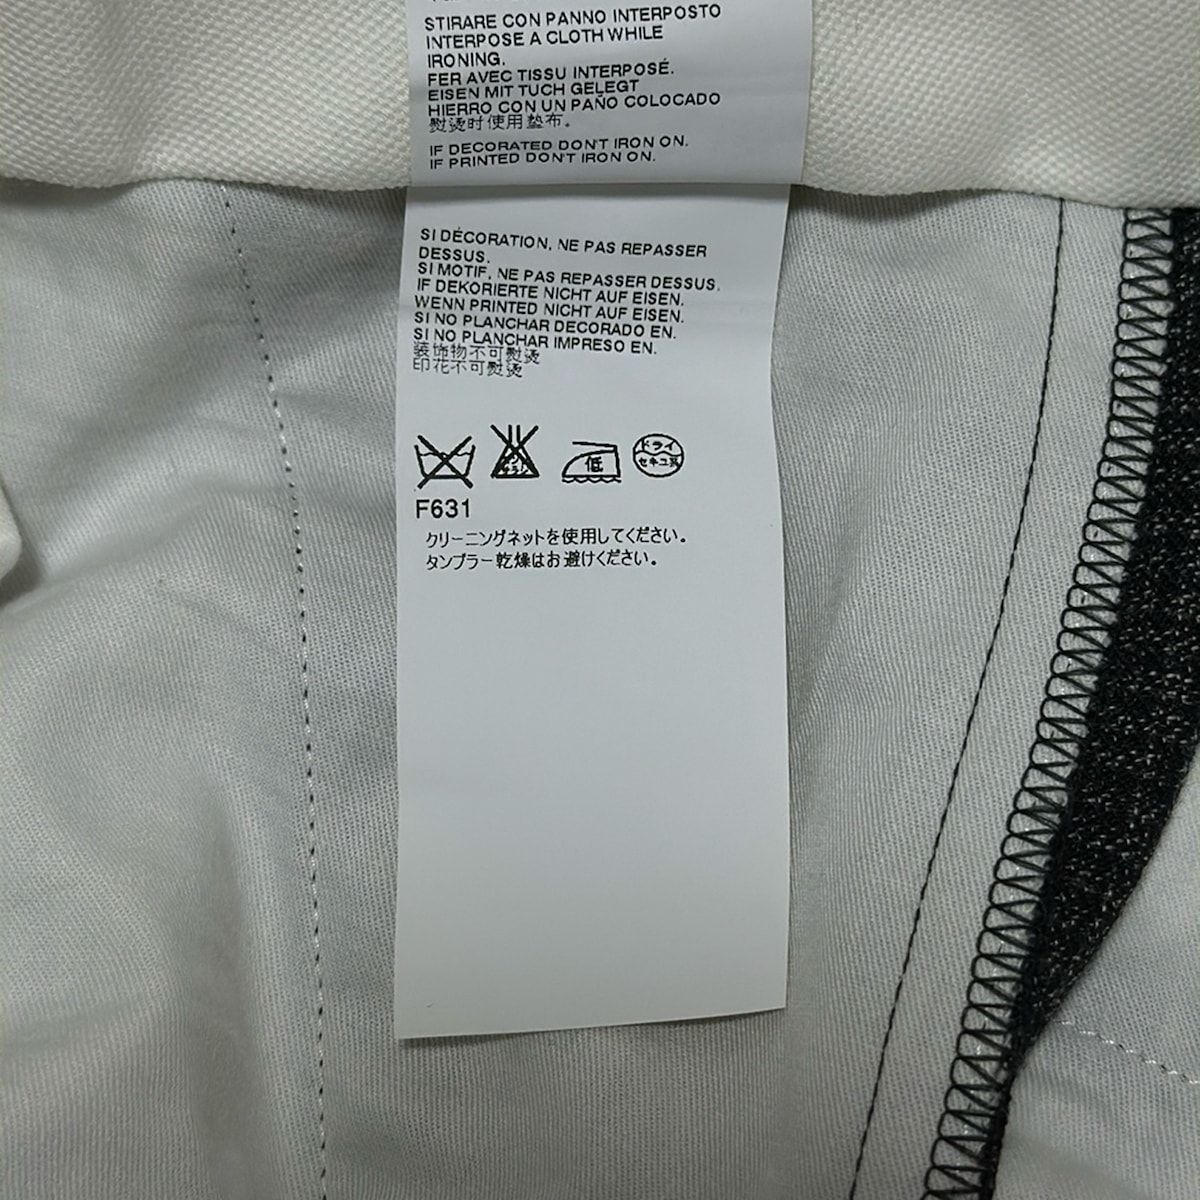 STIRARE CON PANNO INTERPOSTO
INTERPOSE A CLOTH WHILE
IRONING.
FER AVEC TISSU INTERPOSÉ.
EISEN MIT TUCH GELEGT
HIERRO CON UN PAÑO COLOCADO
熨烫时使用垫布。
IF DECORATED DON'T IRON ON.
IF PRINTED DON'T IRON ON.
SI DÉCORATION, NE PAS REPASSER
DESSUS.
SI MOTIF, NE PAS REPASSER DESSUS.
IF DEKORIERTE NICHT AUF EISEN.
WENN PRINTED NICHT AUF EISEN.
SI NO PLANCHAR DECORADO EN.
SI NO PLANCHAR IMPRESO EN.
装饰物不可熨烫
印花不可熨烫
低
ドライ
セキユ系
F631
クリーニングネットを使用してください。
タンブラー乾燥はお避けください。